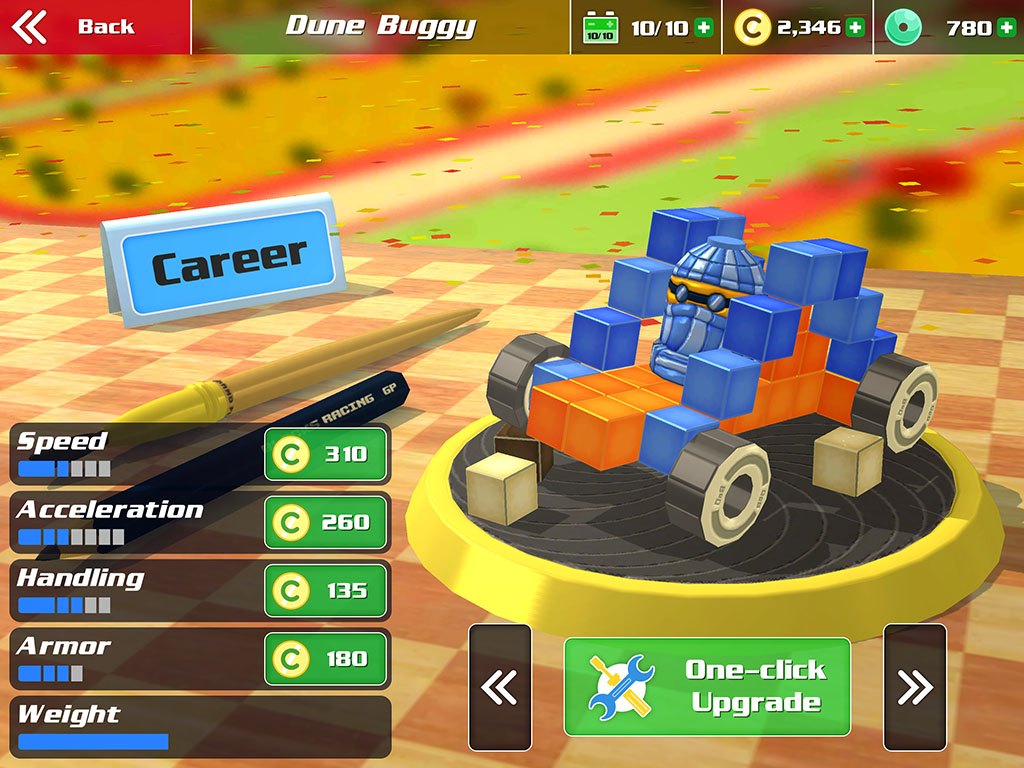 Back
Dune Buggy
10/10
10/10
2,346
780
Career
RACING GP
Speed
310
Acceleration
260
Handling
135
Armor
180
Weight
One-click
Upgrade